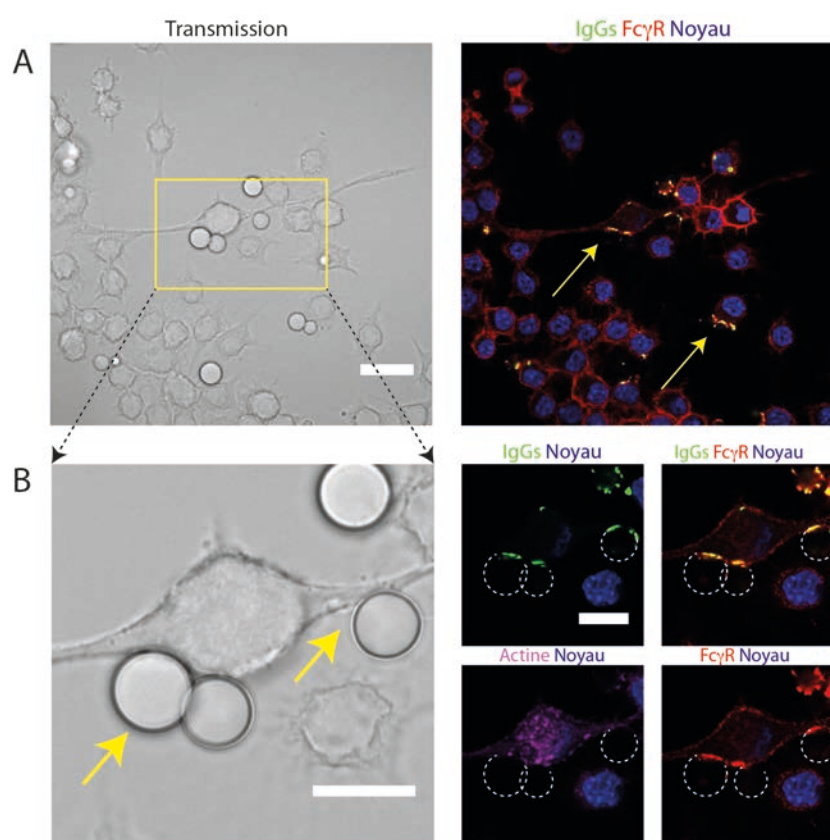 Transmission
IgGs FcγR Noyau
A
B
IgGs Noyau
IgGs FcγR Noyau
Actine Noyau
FcγR Noyau